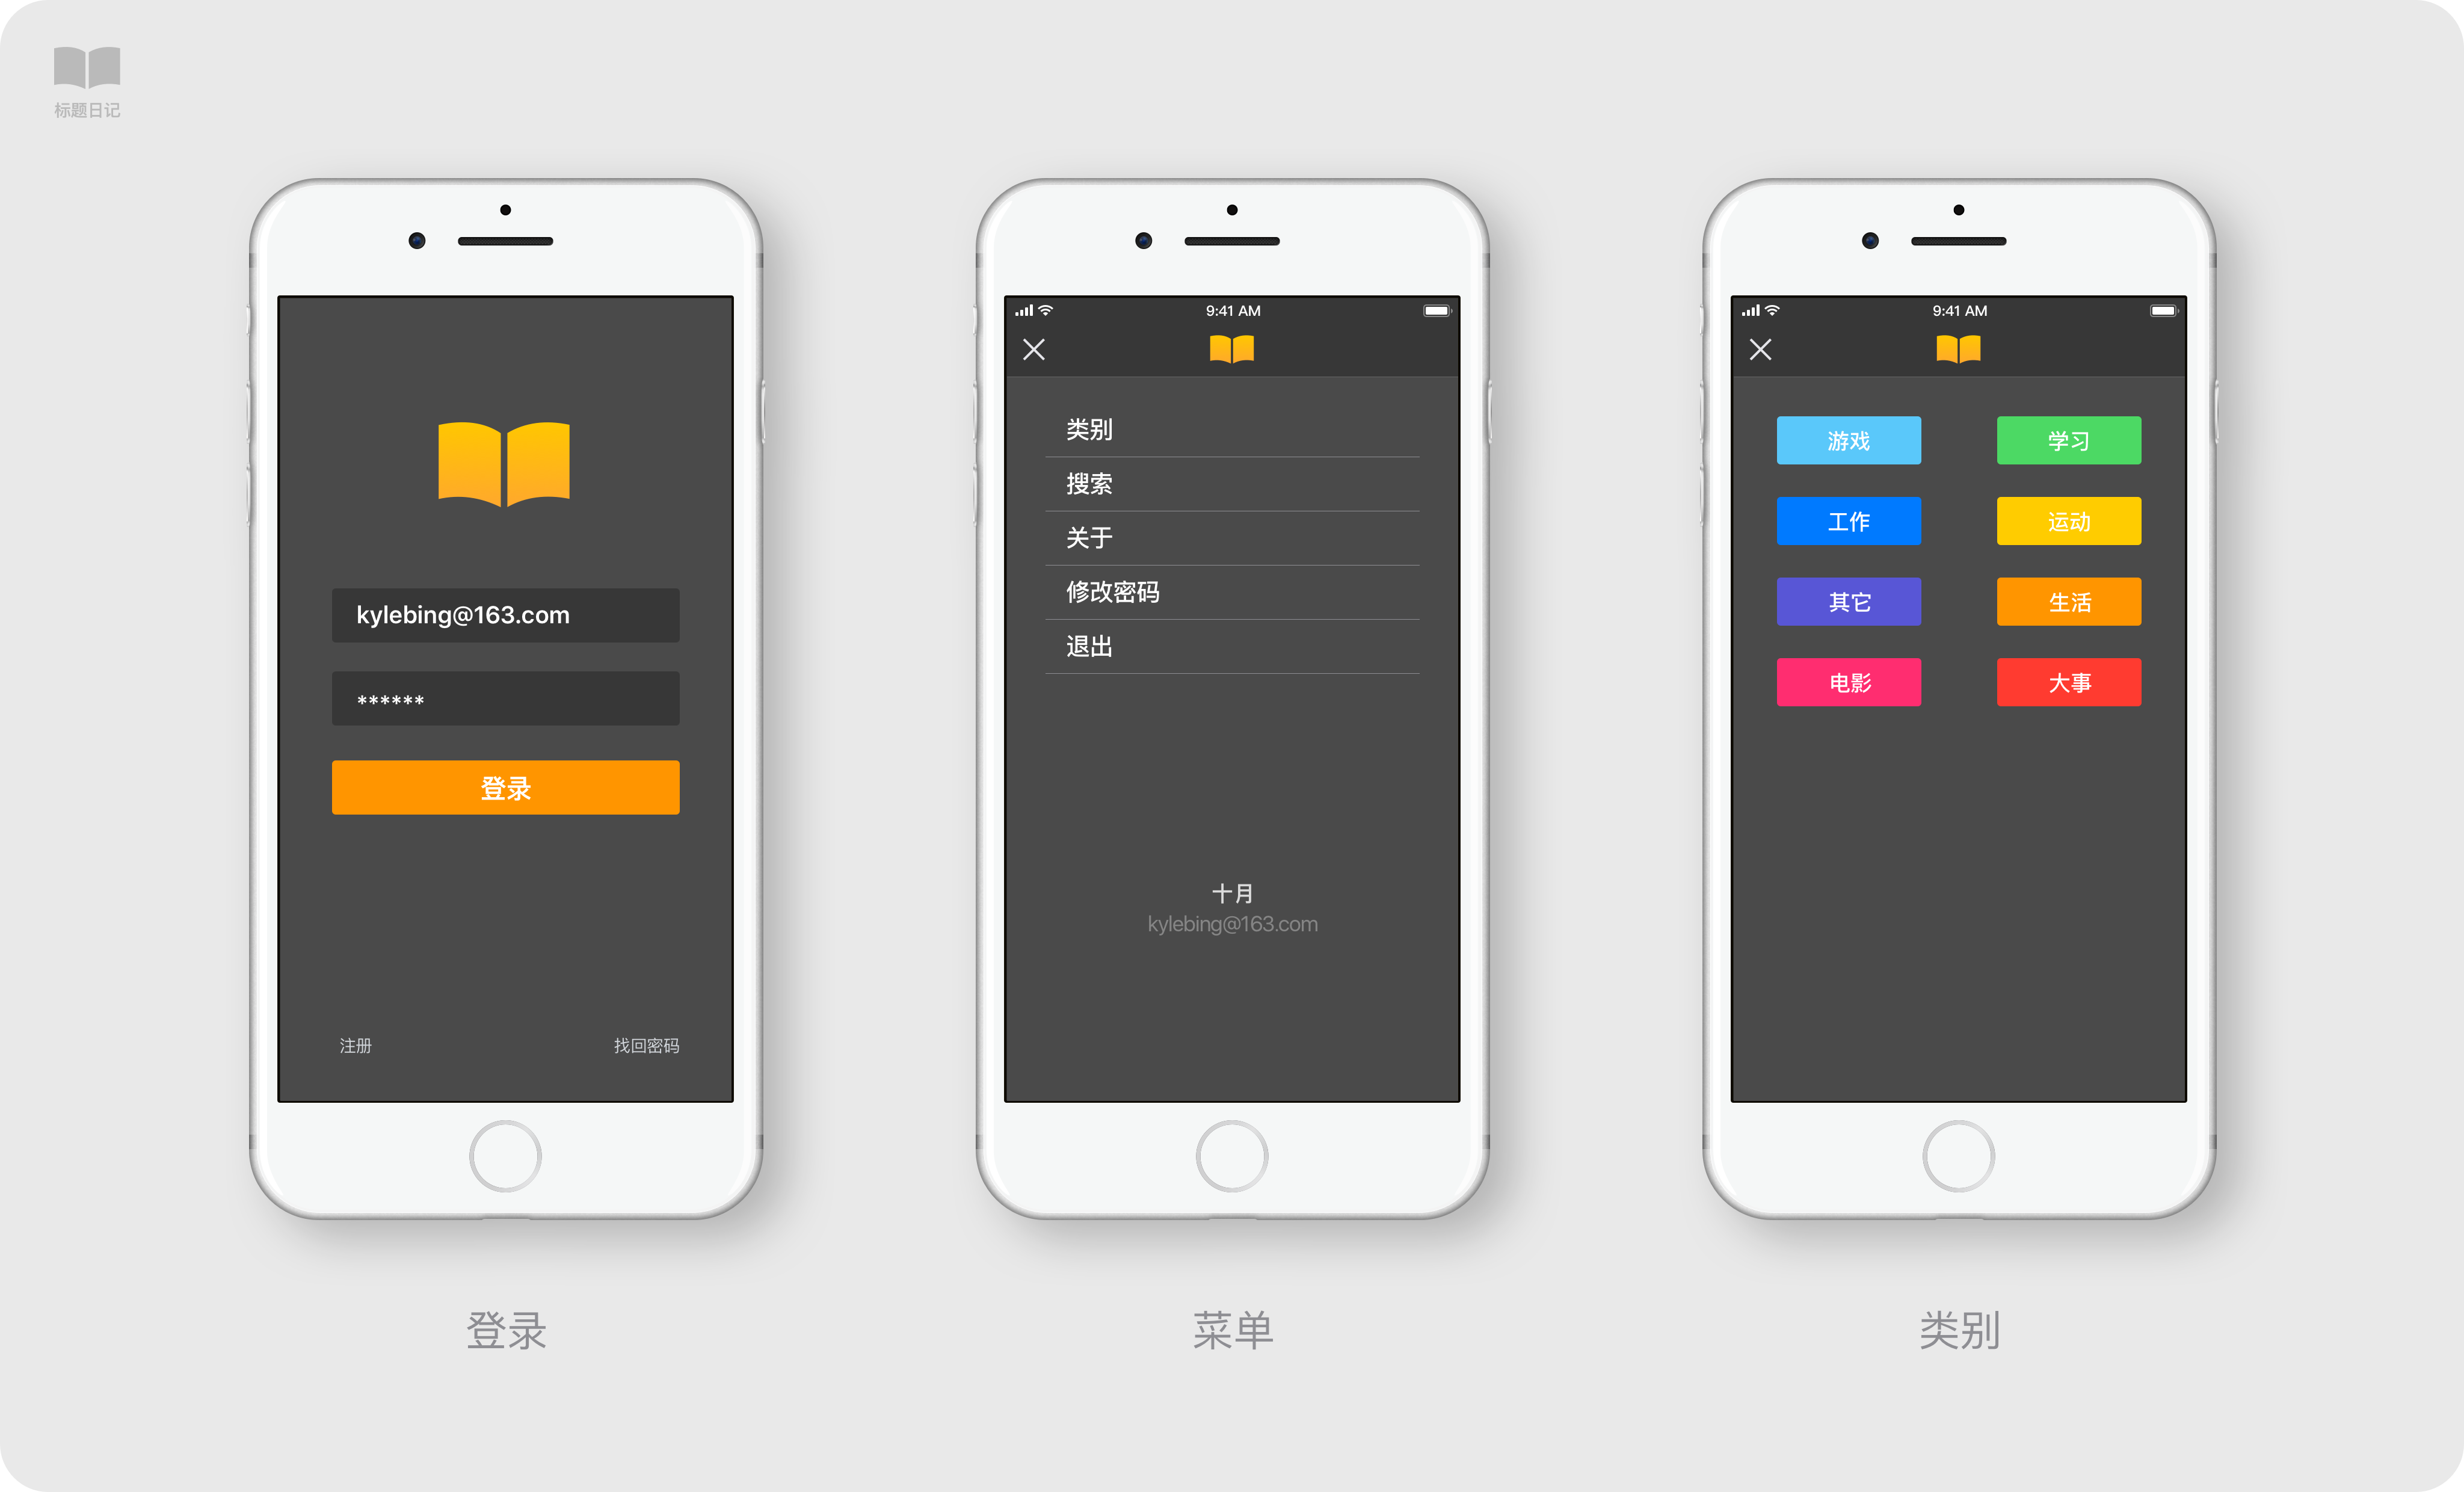 标题日记
kylebing@163.com
******
登录
注册
找回密码
登录
9:41 AM
类别
搜索
关于
修改密码
退出
十月
kylebing@163.com
菜单
9:41 AM
游戏
学习
工作
运动
其它
生活
电影
大事
类别